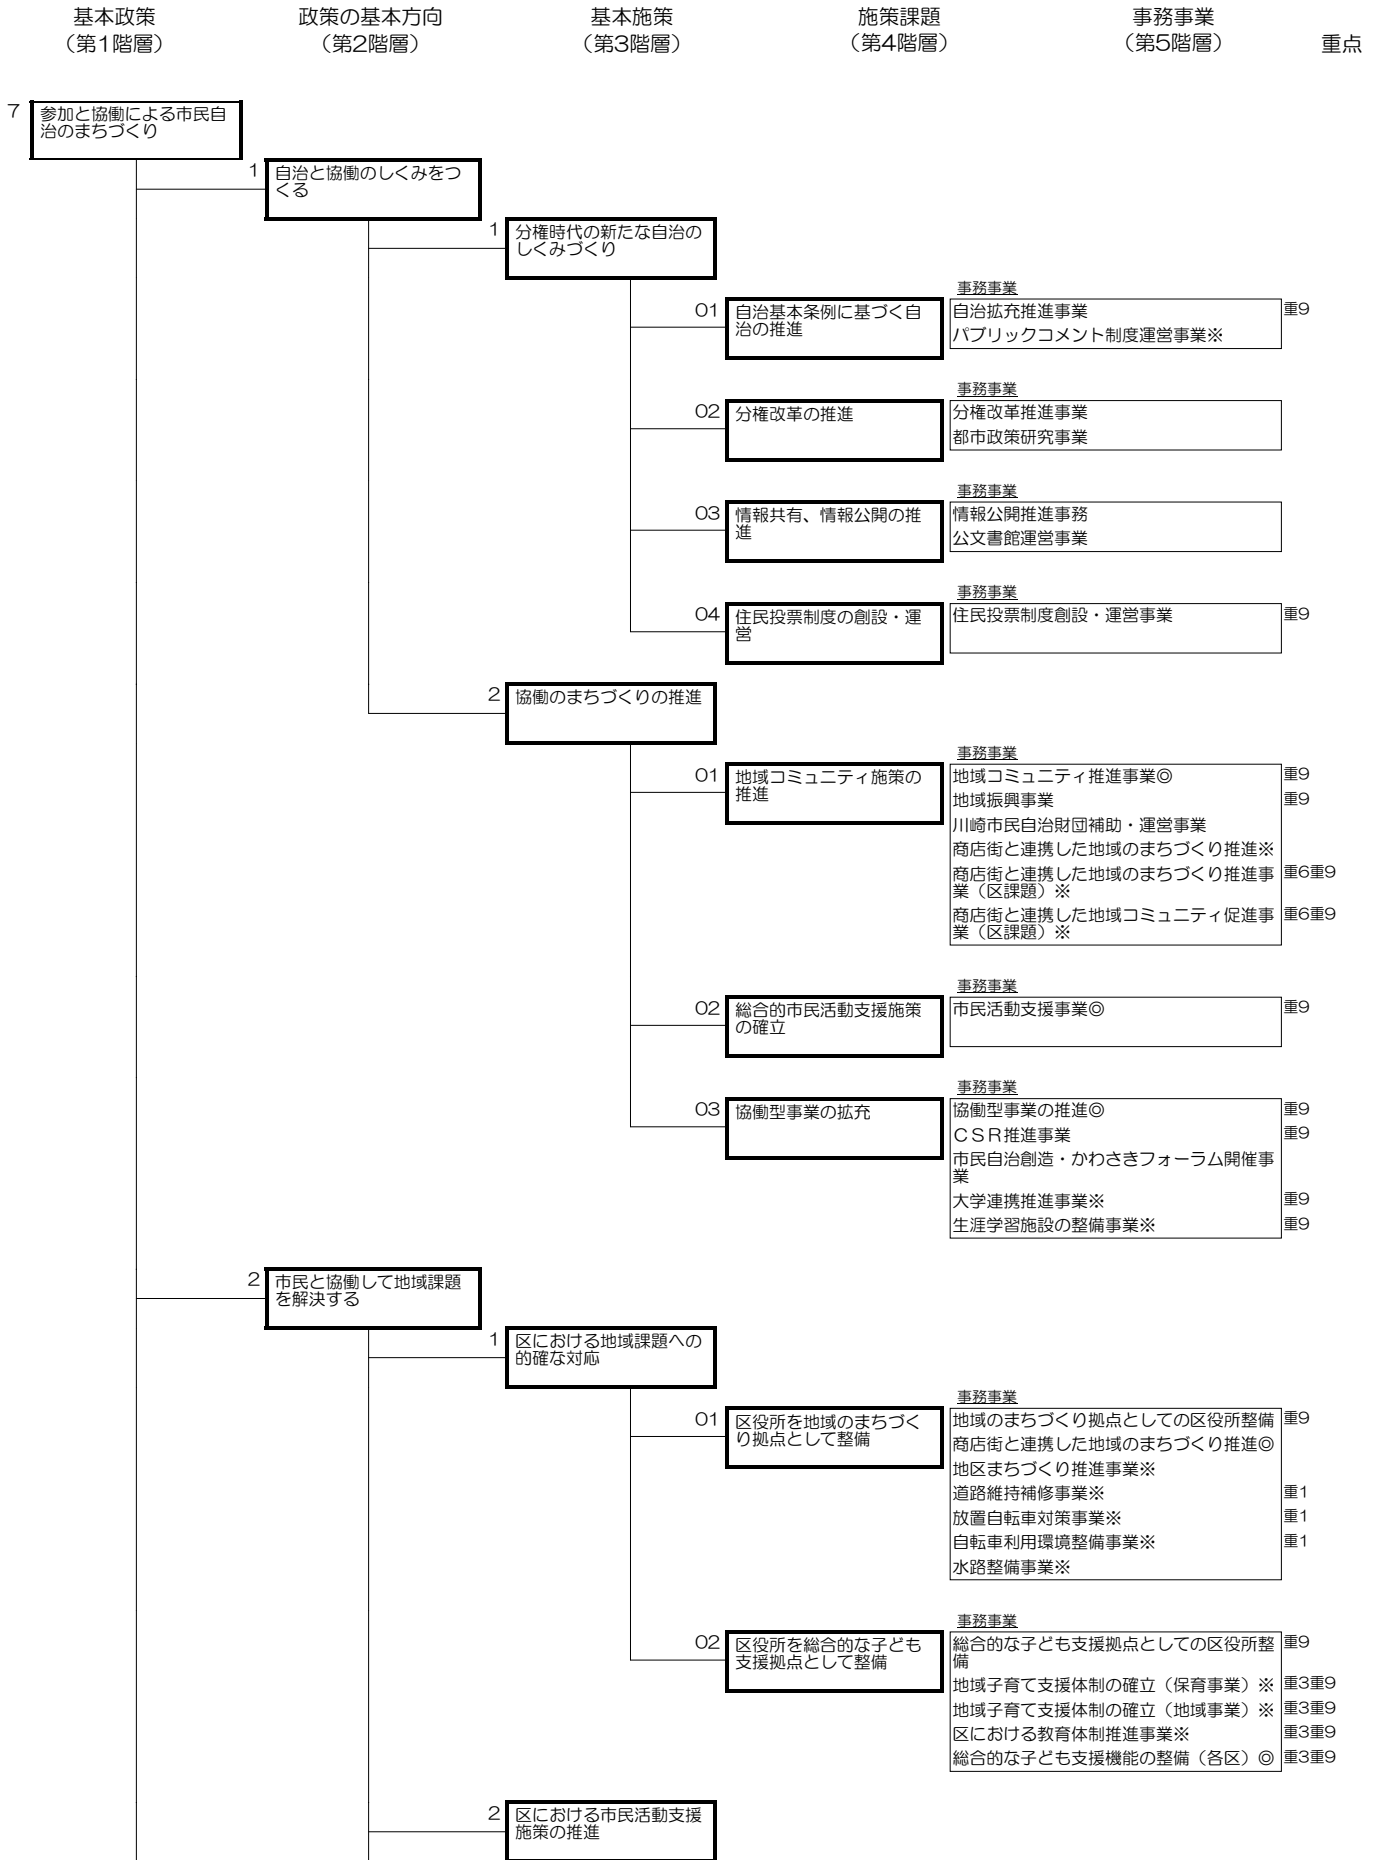 基本政策 政策の基本方向 基本施策 施策課題 事務事業
（第1階層） （第2階層） （第3階層） （第4階層） （第5階層） 重点
7 参加と協働による市民自
治のまちづくり
1 自治と協働のしくみをつ
くる
1 分権時代の新たな自治の
しくみづくり
事務事業
01 自治基本条例に基づく自
治の推進
自治拡充推進事業 重9
パブリックコメント制度運営事業※
事務事業
02 分権改革の推進
分権改革推進事業
都市政策研究事業
事務事業
03 情報共有、情報公開の推
進
情報公開推進事務
公文書館運営事業
事務事業
04 住民投票制度の創設・運
営
住民投票制度創設・運営事業 重9
2 協働のまちづくりの推進
事務事業
01 地域コミュニティ施策の
推進
地域コミュニティ推進事業◎ 重9
地域振興事業 重9
川崎市民自治財団補助・運営事業
商店街と連携した地域のまちづくり推進※
商店街と連携した地域のまちづくり推進事 重6重9
業（区課題）※
商店街と連携した地域コミュニティ促進事 重6重9
業（区課題）※
事務事業
02 総合的市民活動支援施策
の確立
市民活動支援事業◎ 重9
事務事業
03 協働型事業の拡充
協働型事業の推進◎ 重9
ＣＳＲ推進事業 重9
市民自治創造・かわさきフォーラム開催事
業
大学連携推進事業※ 重9
生涯学習施設の整備事業※ 重9
2 市民と協働して地域課題
を解決する
1 区における地域課題への
的確な対応
事務事業
01 区役所を地域のまちづく
り拠点として整備
地域のまちづくり拠点としての区役所整備 重9
商店街と連携した地域のまちづくり推進◎
地区まちづくり推進事業※
道路維持補修事業※ 重1
放置自転車対策事業※ 重1
自転車利用環境整備事業※ 重1
水路整備事業※
事務事業
02 区役所を総合的な子ども
支援拠点として整備
総合的な子ども支援拠点としての区役所整 重9
備
地域子育て支援体制の確立（保育事業）※ 重3重9
地域子育て支援体制の確立（地域事業）※ 重3重9
区における教育体制推進事業※ 重3重9
総合的な子ども支援機能の整備（各区）◎ 重3重9
2 区における市民活動支援
施策の推進